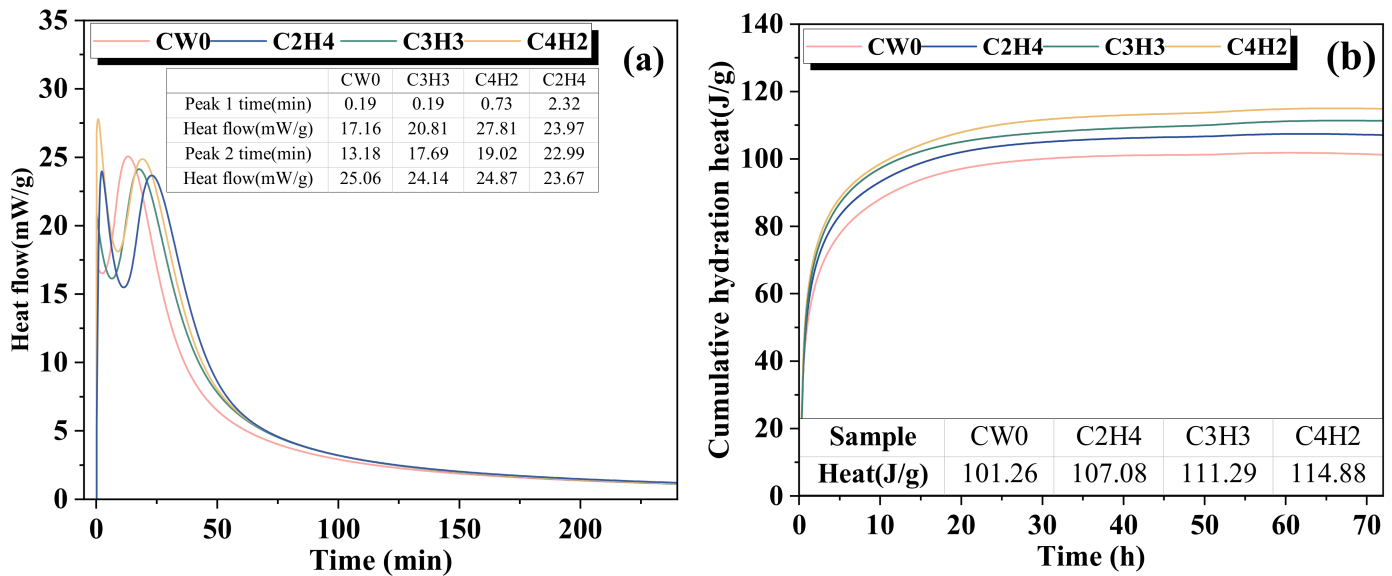 CW0 C2H4 C3H3 C4H2
(a)
CW0 C3H3 C4H2 C2H4
Peak 1 time(min) 0.19 0.19 0.73 2.32
Heat flow(mW/g) 17.16 20.81 27.81 23.97
Peak 2 time(min) 13.18 17.69 19.02 22.99
Heat flow(mW/g) 25.06 24.14 24.87 23.67
Heat flow(mW/g)
35
30
25
20
15
10
5
0
0 50 100 150 200
Time (min)
CW0 C2H4 C3H3 C4H2
(b)
Cumulative hydration heat(J/g)
140
120
100
80
60
40
20
0
Sample CW0 C2H4 C3H3 C4H2
Heat(J/g) 101.26 107.08 111.29 114.88
0 10 20 30 40 50 60 70
Time (h)